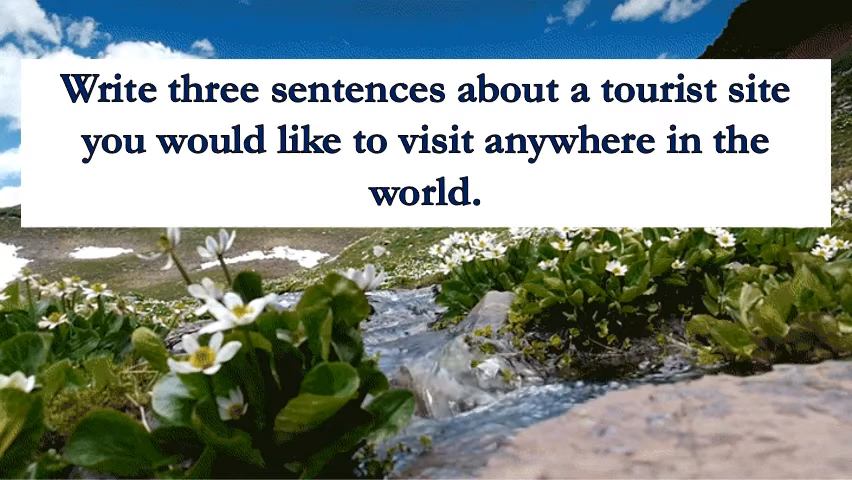 Write three sentences about a tourist site
you would like to visit anywhere in the
world.